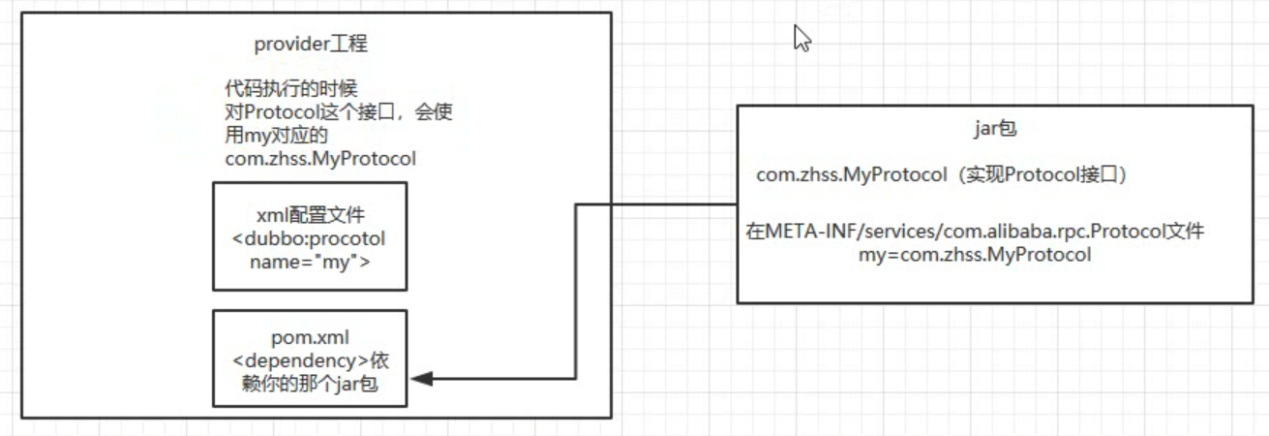 provider工程
代码执行的时候
对Protocol这个接口，会使
用my对应的
com.zhss.MyProtocol
xml配置文件
<dubbo:procotol
name="my">
pom.xml
<dependency>依
赖你的那个jar包
jar包
com.zhss.MyProtocol（实现Protocol接口）
在META-INF/services/com.alibaba.rpc.Protocol文件
my=com.zhss.MyProtocol